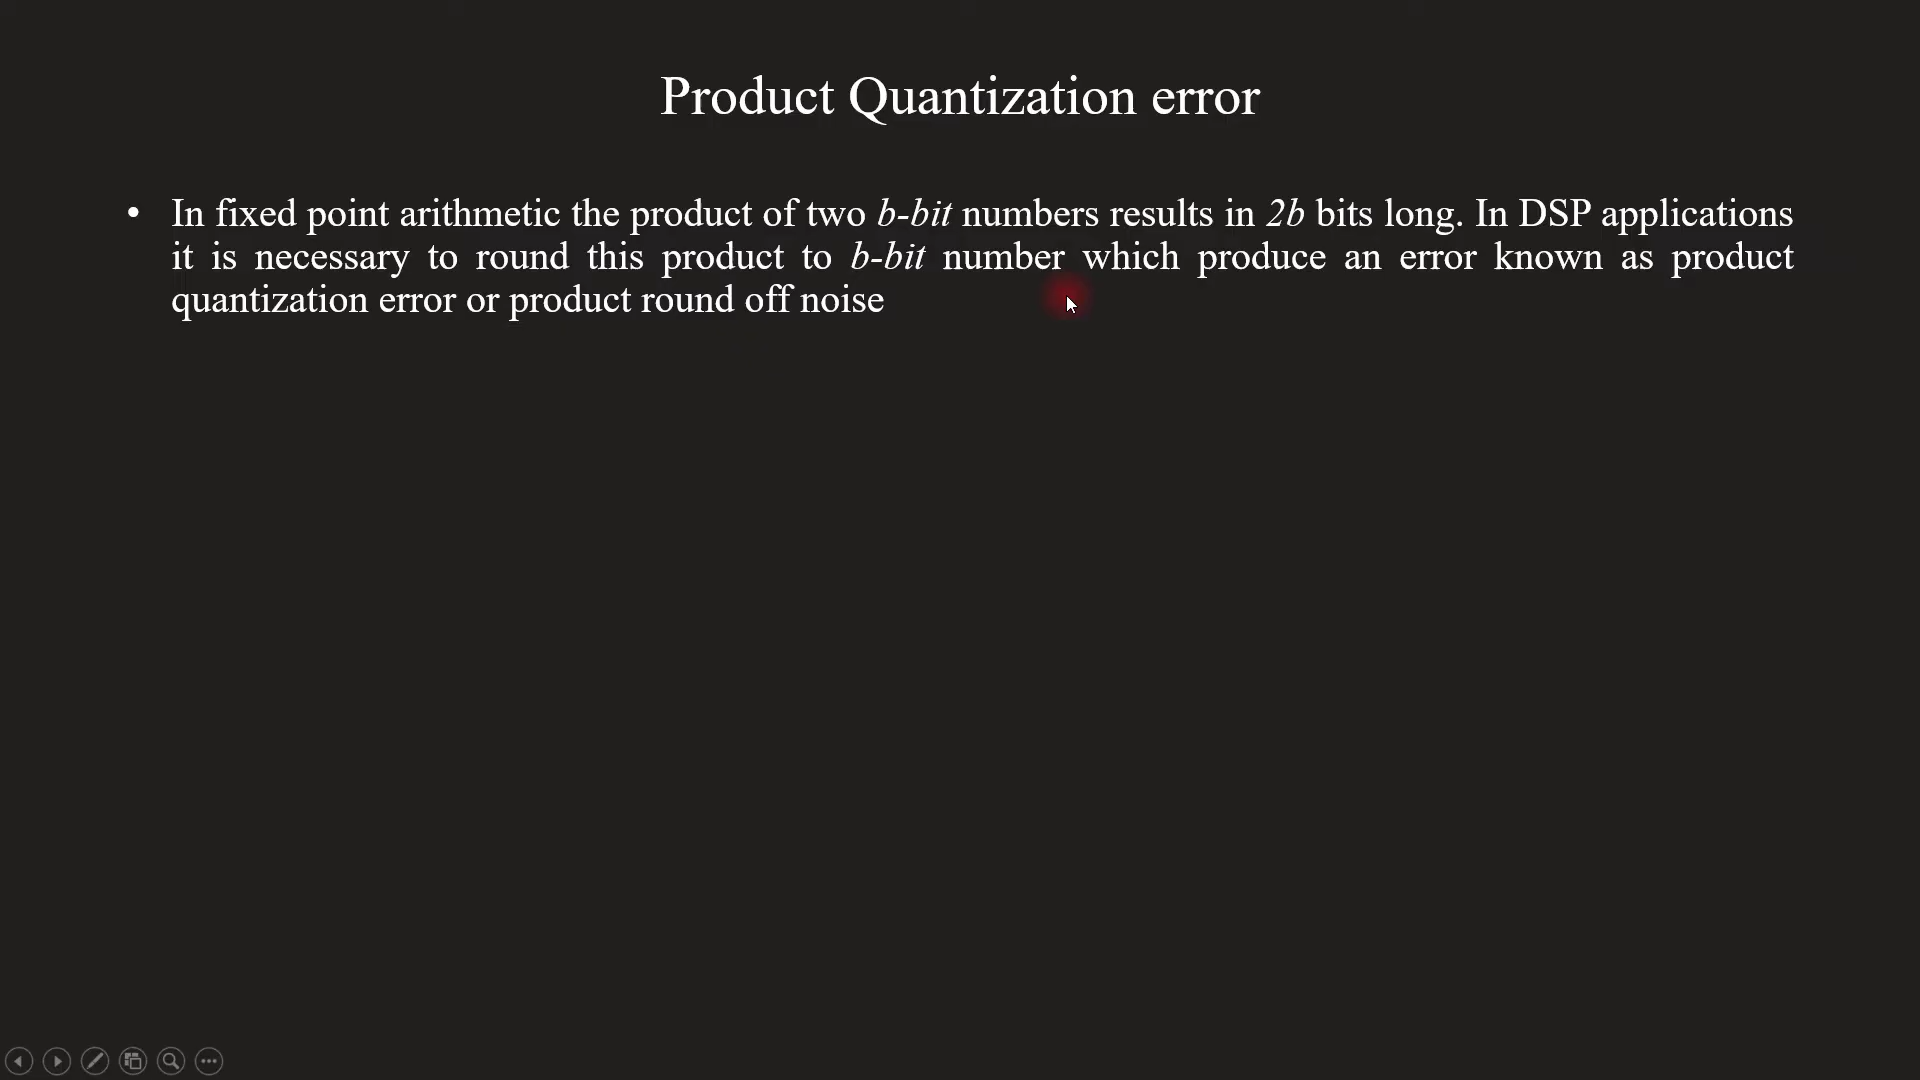 Product Quantization error
• In fixed point arithmetic the product of two b-bit numbers results in 2b bits long. In DSP applications
it is necessary to round this product to b-bit number which produce an error known as product
quantization error or product round off noise